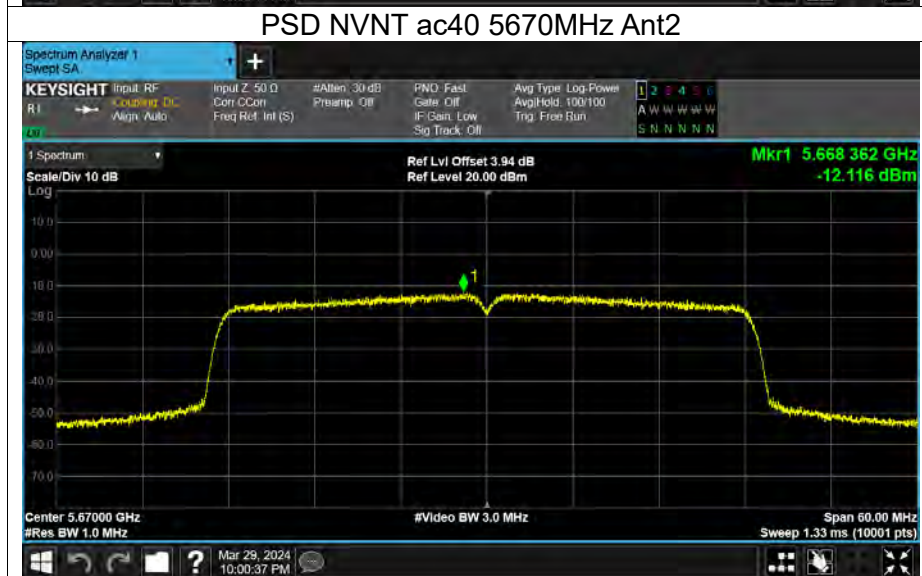 PSD NVNT ac40 5670MHz Ant2
Spectrum Analyzer 1
Swept SA
+
KEYSIGHT Input: RF Input Z: 50 Ω #Atten: 30 dB PNO: Fast Avg Type: Log-Power 1 2 3 4 5 6
Coupling: DC Corr CCorr Preamp: Off Gate: Off Avg|Hold: 100/100 A W W W W W
Align: Auto Freq Ref: Int (S) IF Gain: Low Trig: Free Run
Sig Track: Off S N N N N N
1 Spectrum Ref Lvl Offset 3.94 dB Mkr1 5.668 362 GHz
Scale/Div 10 dB Ref Level 20.00 dBm -12.116 dBm
Log
10.0
0.00
-10.0
1
-20.0
-30.0
-40.0
-50.0
-60.0
-70.0
Center 5.67000 GHz #Video BW 3.0 MHz Span 60.00 MHz
#Res BW 1.0 MHz Sweep 1.33 ms (10001 pts)
? Mar 29, 2024
10:00:37 PM